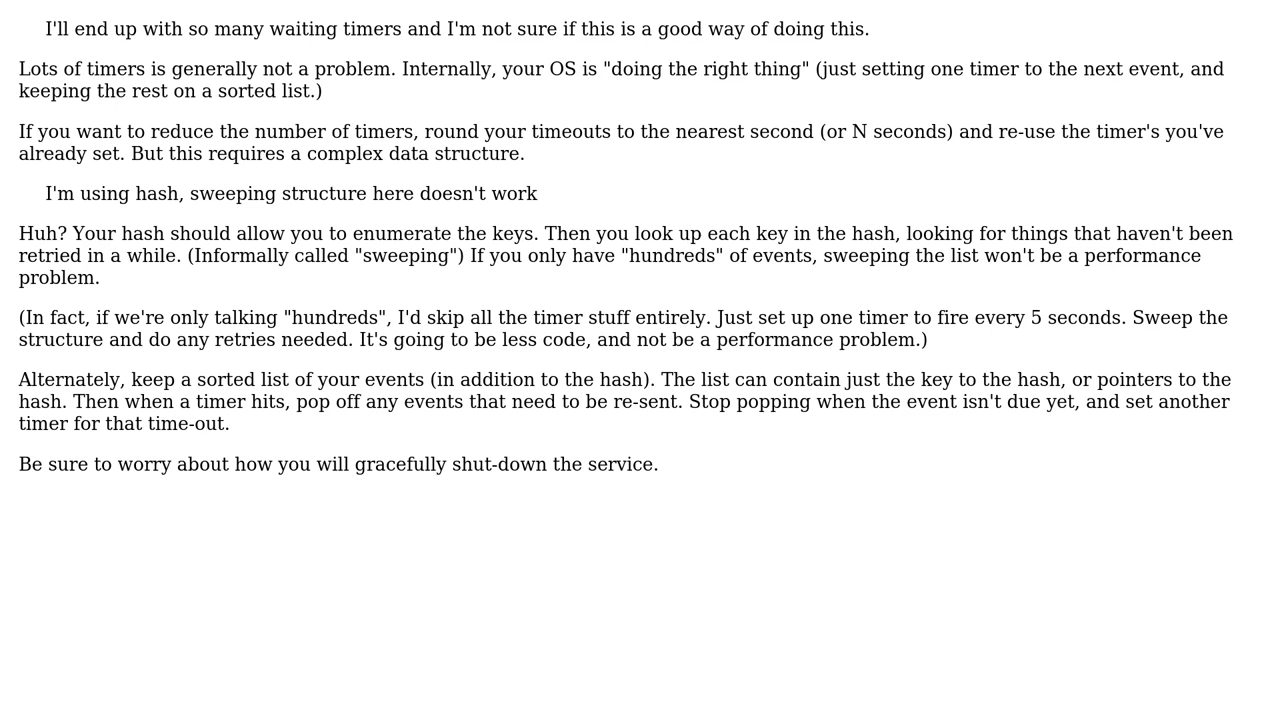 I'll end up with so many waiting timers and I'm not sure if this is a good way of doing this.
Lots of timers is generally not a problem. Internally, your OS is "doing the right thing" (just setting one timer to the next event, and
keeping the rest on a sorted list.)
If you want to reduce the number of timers, round your timeouts to the nearest second (or N seconds) and re-use the timer's you've
already set. But this requires a complex data structure.
I'm using hash, sweeping structure here doesn't work
Huh? Your hash should allow you to enumerate the keys. Then you look up each key in the hash, looking for things that haven't been
retried in a while. (Informally called "sweeping") If you only have "hundreds" of events, sweeping the list won't be a performance
problem.
(In fact, if we're only talking "hundreds", I'd skip all the timer stuff entirely. Just set up one timer to fire every 5 seconds. Sweep the
structure and do any retries needed. It's going to be less code, and not be a performance problem.)
Alternately, keep a sorted list of your events (in addition to the hash). The list can contain just the key to the hash, or pointers to the
hash. Then when a timer hits, pop off any events that need to be re-sent. Stop popping when the event isn't due yet, and set another
timer for that time-out.
Be sure to worry about how you will gracefully shut-down the service.